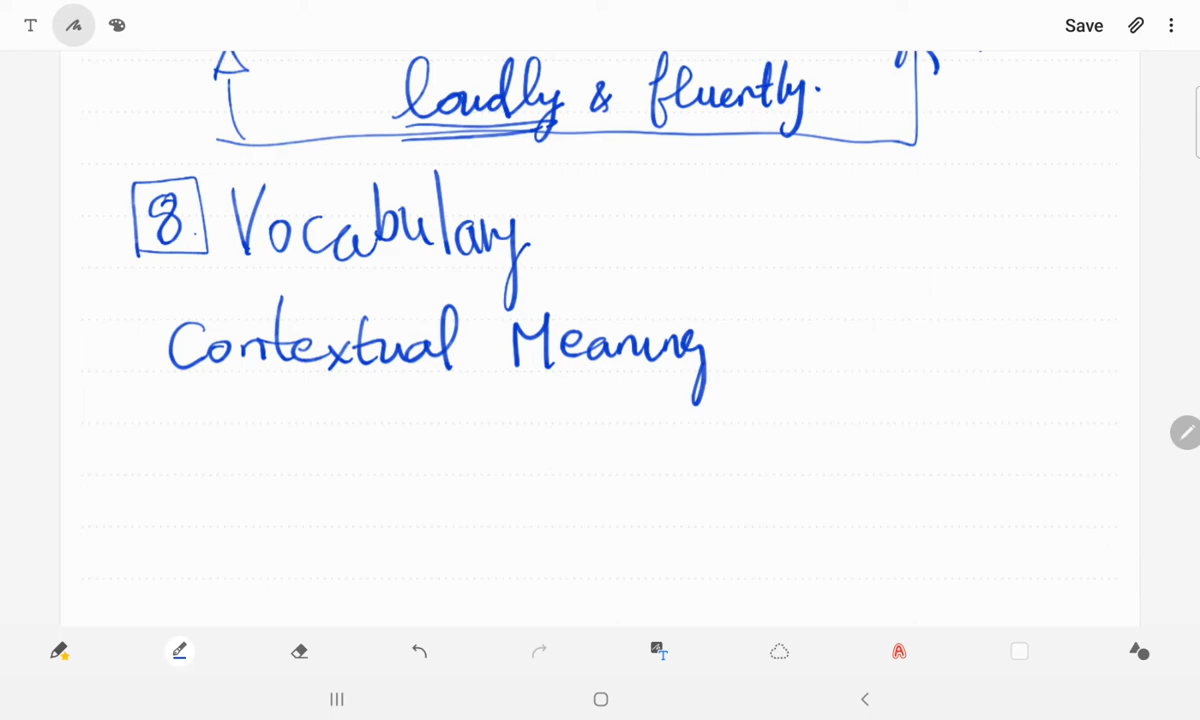 T Save
loudly & fluently.
8. Vocabulary
Contextual Meaning
T A